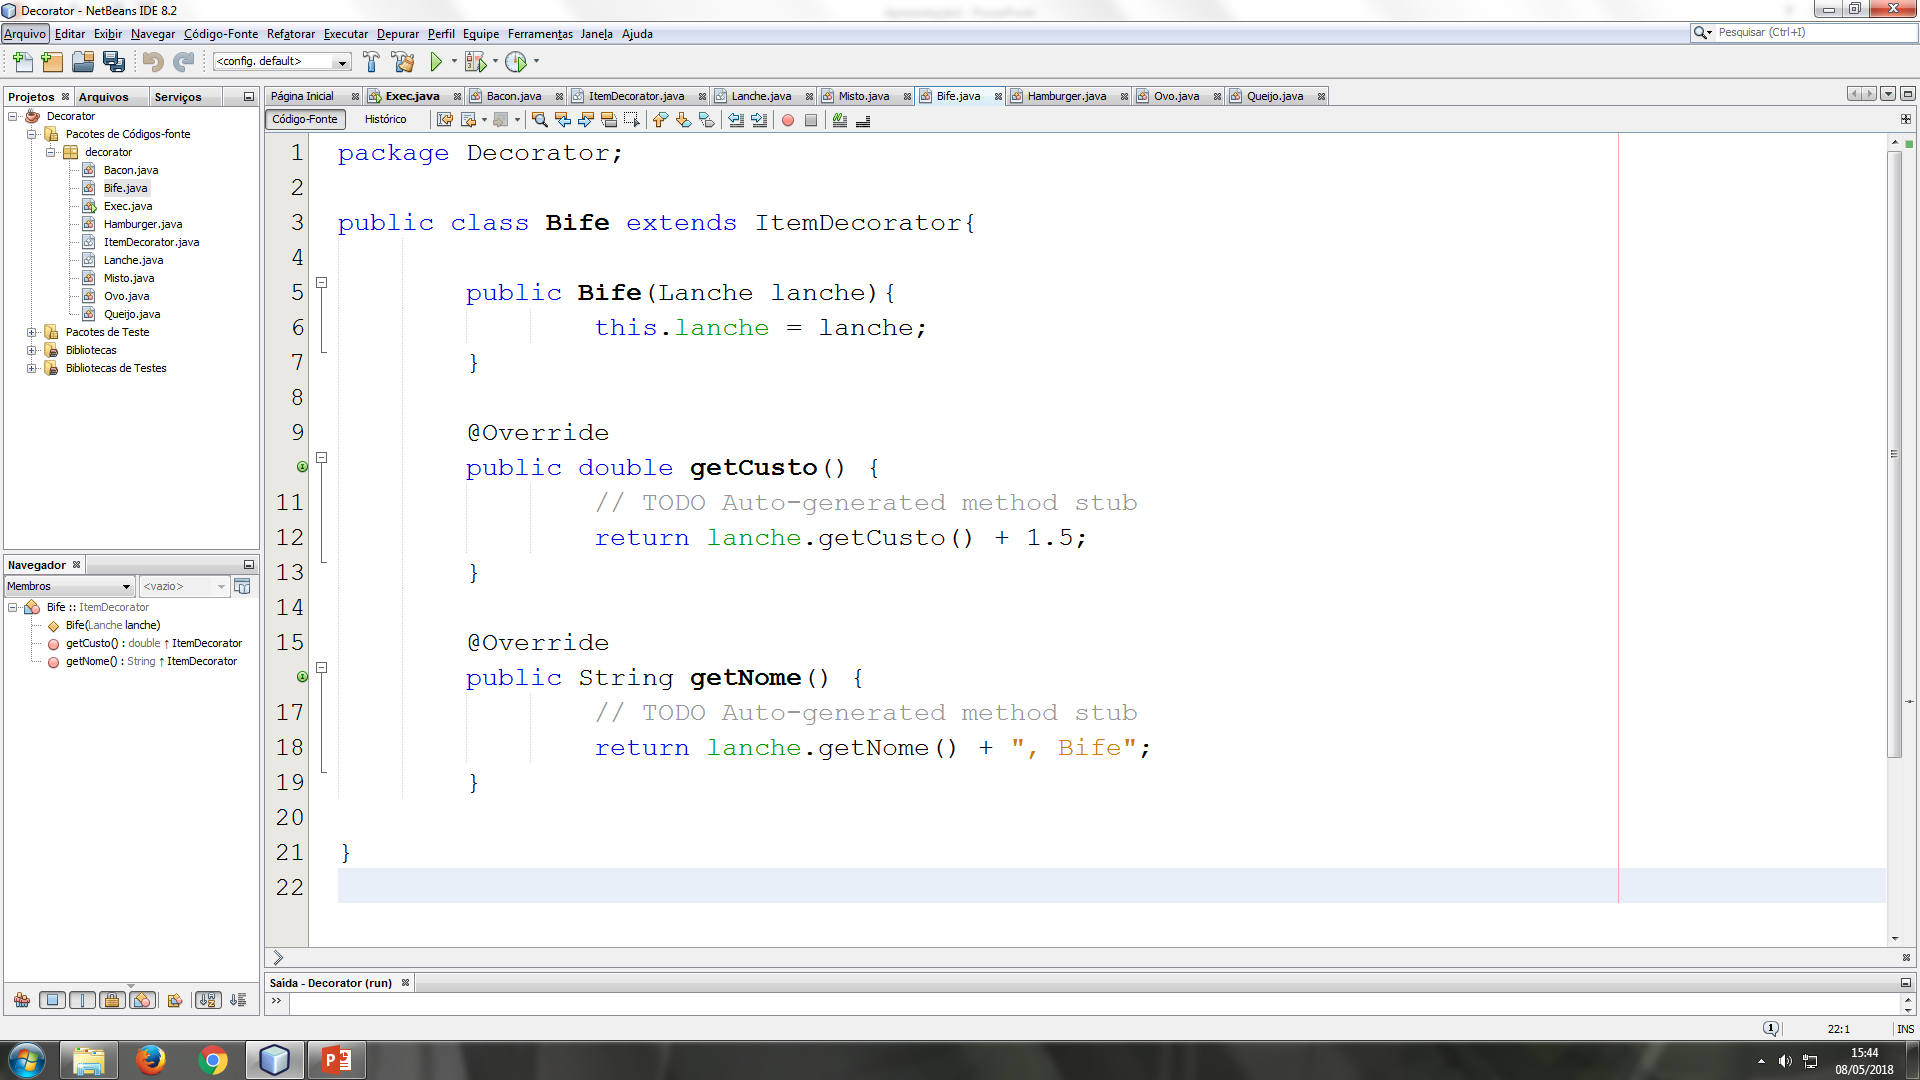 Decorator - NetBeans IDE 8.2
Arquivo Editar Exibir Navegar Código-Fonte Refatorar Executar Depurar Perfil Equipe Ferramentas Janela Ajuda
Pesquisar (Ctrl+I)
<config. default>
Projetos Arquivos Serviços
Página Inicial Exec.java Bacon.java ItemDecorator.java Lanche.java Misto.java Bife.java Hamburger.java Ovo.java Queijo.java
Código-Fonte Histórico
Decorator
Pacotes de Códigos-fonte
decorator
Bacon.java
Bife.java
Exec.java
Hamburger.java
ItemDecorator.java
Lanche.java
Misto.java
Ovo.java
Queijo.java
Pacotes de Teste
Bibliotecas
Bibliotecas de Testes
Navegador
Membros <vazio>
Bife :: ItemDecorator
Bife(Lanche lanche)
getCusto() : double ↑ ItemDecorator
getNome() : String ↑ ItemDecorator
1 package Decorator;
2
3 public class Bife extends ItemDecorator{
4
5 public Bife(Lanche lanche){
6 this.lanche = lanche;
7 }
8
9 @Override
public double getCusto() {
11 // TODO Auto-generated method stub
12 return lanche.getCusto() + 1.5;
13 }
14
15 @Override
public String getNome() {
17 // TODO Auto-generated method stub
18 return lanche.getNome() + ", Bife";
19 }
20
21 }
22
Saída - Decorator (run)
1 22:1 INS
15:44
08/05/2018